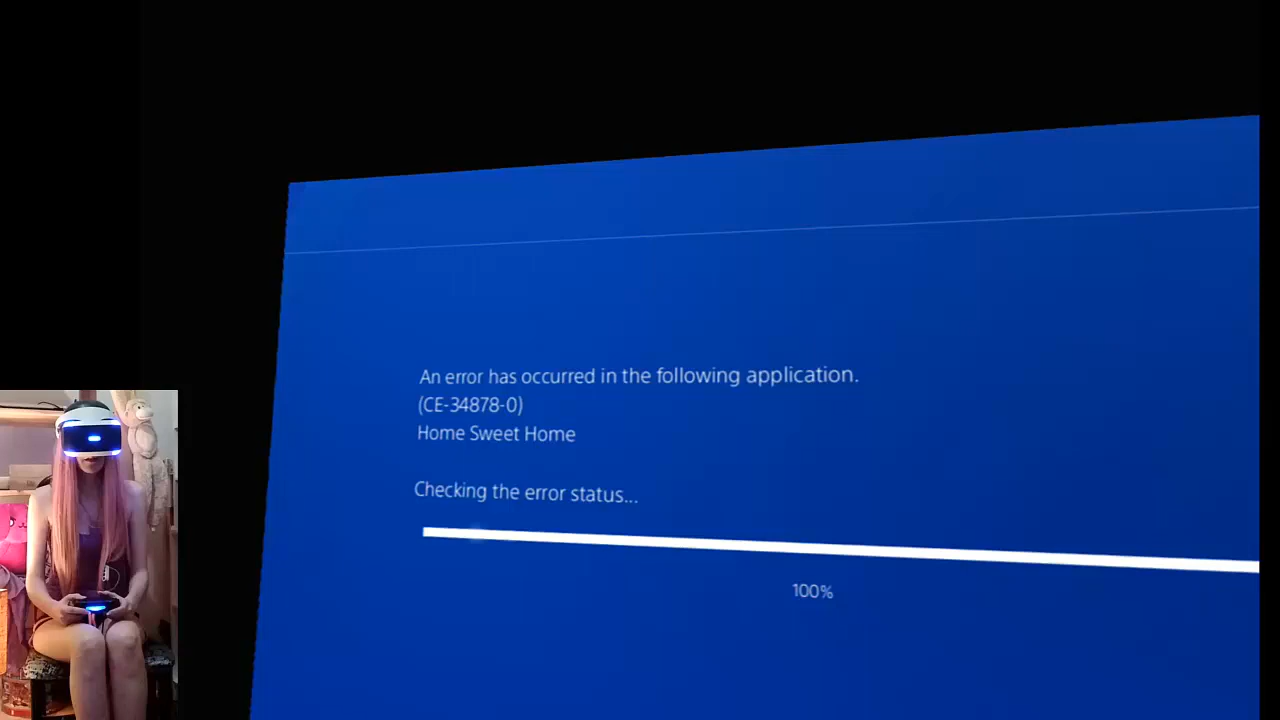 An error has occurred in the following application.
(CE-34878-0)
Home Sweet Home
Checking the error status...
100%